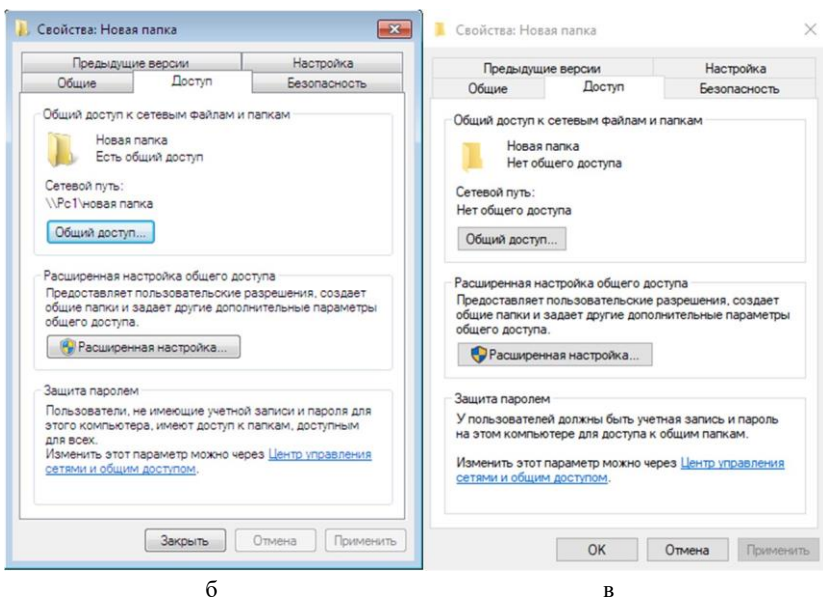 Свойства: Новая папка
Предыдущие версии
Настройка
Общие
Доступ
Безопасность
Общий доступ к сетевым файлам и папкам
Новая папка
Есть общий доступ
Сетевой путь:
\\Pc1\новая папка
Общий доступ...
Расширенная настройка общего доступа
Предоставляет пользовательские разрешения, создает
общие папки и задает другие дополнительные параметры
общего доступа.
Расширенная настройка...
Защита паролем
Пользователи, не имеющие учетной записи и пароля для
этого компьютера, имеют доступ к папкам, доступным
для всех.
Изменить этот параметр можно через Центр управления
сетями и общим доступом.
Закрыть
Отмена
Применить
б
Свойства: Новая папка
Предыдущие версии
Настройка
Общие
Доступ
Безопасность
Общий доступ к сетевым файлам и папкам
Новая папка
Нет общего доступа
Сетевой путь:
Нет общего доступа
Общий доступ...
Расширенная настройка общего доступа
Предоставляет пользовательские разрешения, создает
общие папки и задает другие дополнительные параметры
общего доступа.
Расширенная настройка...
Защита паролем
У пользователей должны быть учетная запись и пароль
на этом компьютере для доступа к общим папкам.
Изменить этот параметр можно через Центр управления
сетями и общим доступом.
OK
Отмена
Применить
в